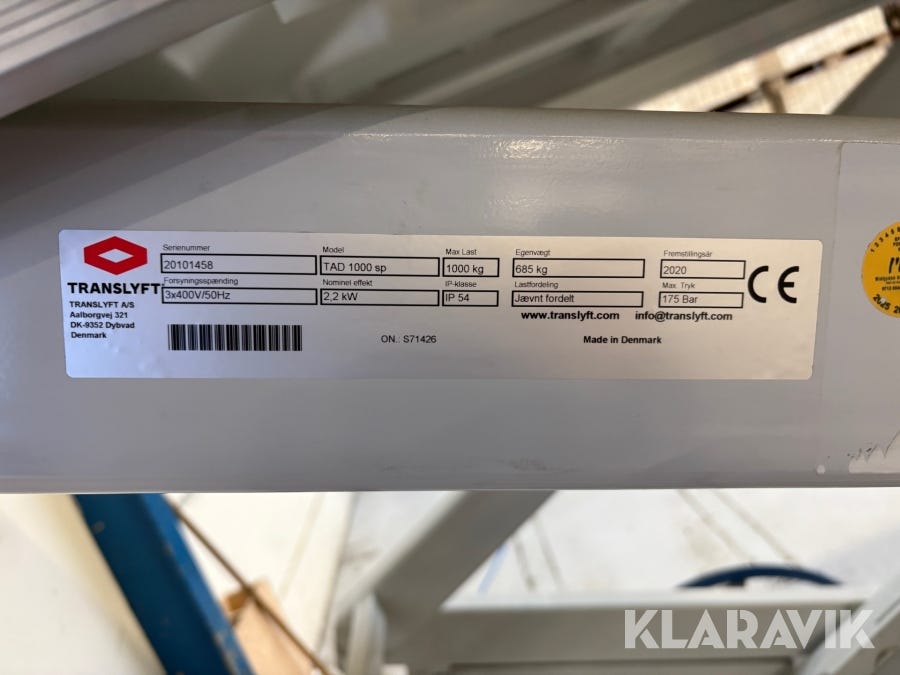 Serienummer
20101458
Model
TAD 1000 sp
Max Last
1000 kg
Egenvægt
685 kg
Fremstillingsår
2020
TRANSLYFT
Forsyningsspænding
3x400V/50Hz
Nominel effekt
2,2 kW
IP-klasse
IP 54
Lastfordeling
Jævnt fordelt
Max. Tryk
175 Bar
CE
TRANSLYFT A/S
Aalborgvej 321
DK-9352 Dybvad
Denmark
www.translyft.com
info@translyft.com
ON.: S71426
Made in Denmark
2025
KLARAVIK